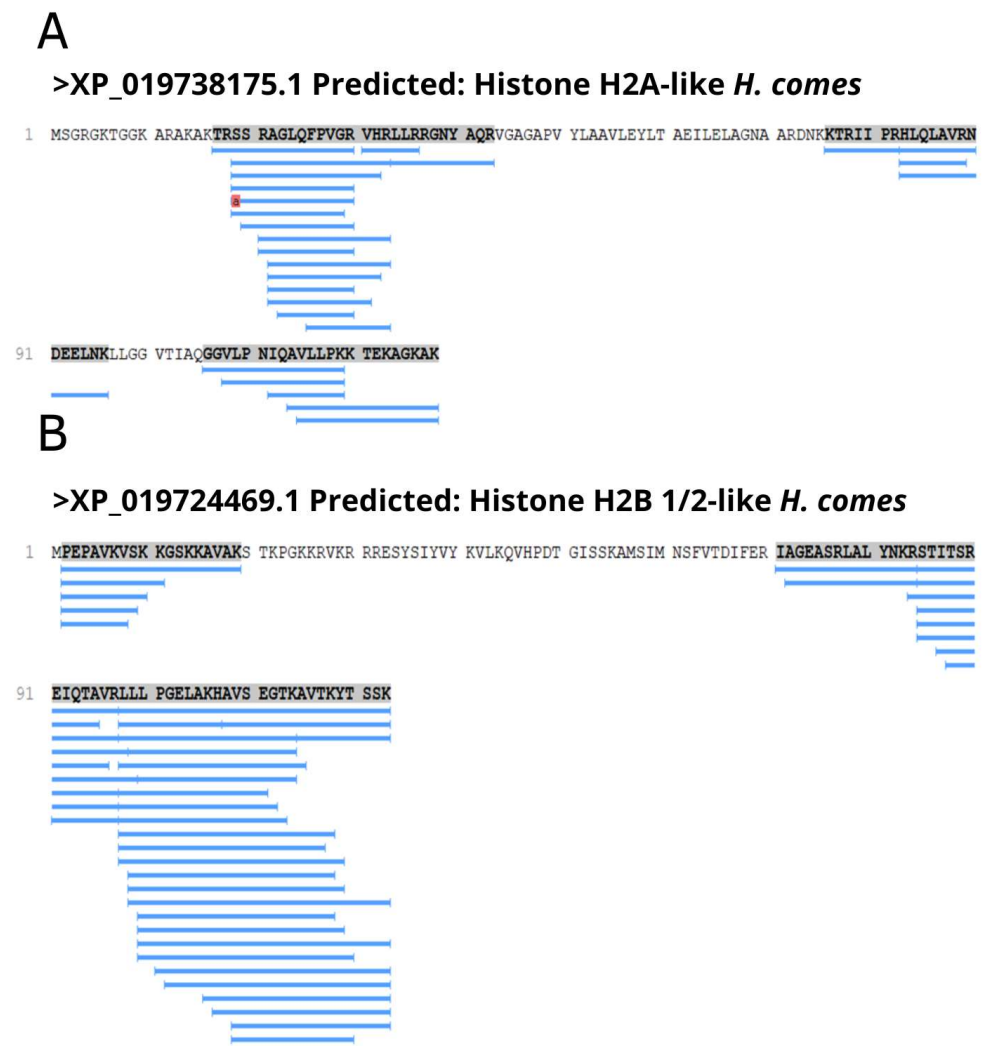 A
>XP_019738175.1 Predicted: Histone H2A-like H. comes
1 MSGRGKTGGK ARAKAKTRSS RAGLQFPVGR VHRLLRRGNY AQRVGAGAPV YLAAVLEYLT AEILELAGNA ARDNKKTRII PRHLQLAVRN
a
91 DEELNKLLGG VTIAQGGVLP NIQAVLLPKK TEKAGKAK
B
>XP_019724469.1 Predicted: Histone H2B 1/2-like H. comes
1 MPEPAVKVSK KGSKKAVAKS TKPGKKRVKR RRESYSIYVY KVLKQVHPDT GISSKAMSIM NSFVTDIFER IAGEASRLAL YNKRSTITSR
91 EIQTAVRLLL PGELAKHAVS EGTKAVTKYT SSK